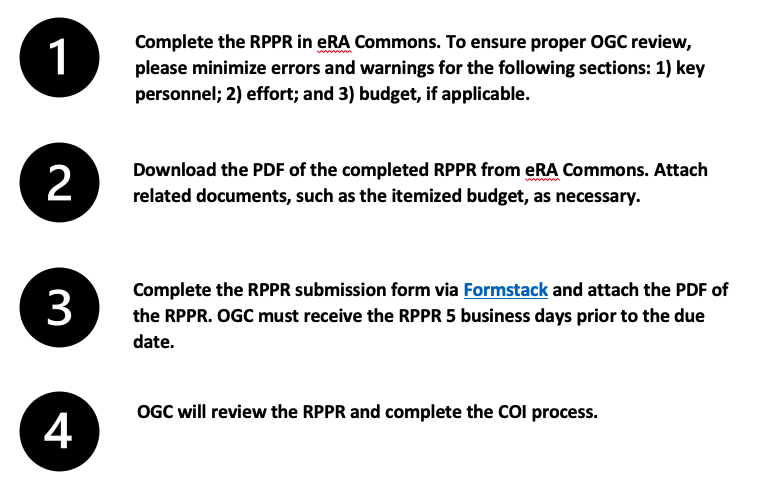 1
Complete the RPPR in eRA Commons. To ensure proper OGC review,
please minimize errors and warnings for the following sections: 1) key
personnel; 2) effort; and 3) budget, if applicable.
2
Download the PDF of the completed RPPR from eRA Commons. Attach
related documents, such as the itemized budget, as necessary.
3
Complete the RPPR submission form via Formstack and attach the PDF of
the RPPR. OGC must receive the RPPR 5 business days prior to the due
date.
4
OGC will review the RPPR and complete the COI process.